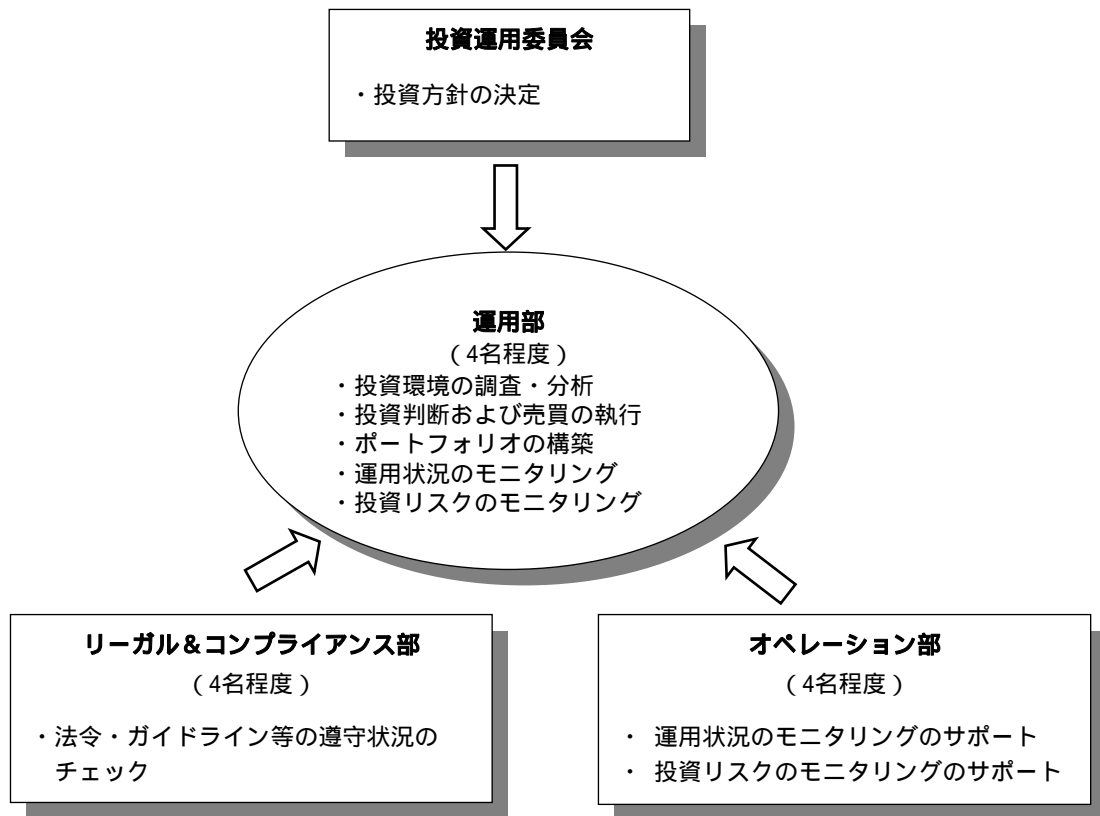 投資運用委員会
・投資方針の決定
運用部
（4名程度）
・投資環境の調査・分析
・投資判断および売買の執行
・ポートフォリオの構築
・運用状況のモニタリング
・投資リスクのモニタリング
リーガル＆コンプライアンス部
（4名程度）
・法令・ガイドライン等の遵守状況の
チェック
オペレーション部
（4名程度）
・ 運用状況のモニタリングのサポート
・ 投資リスクのモニタリングのサポート